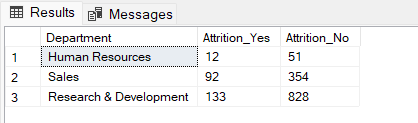 Results Messages
Department Attrition_Yes Attrition_No
1 Human Resources 12 51
2 Sales 92 354
3 Research & Development 133 828